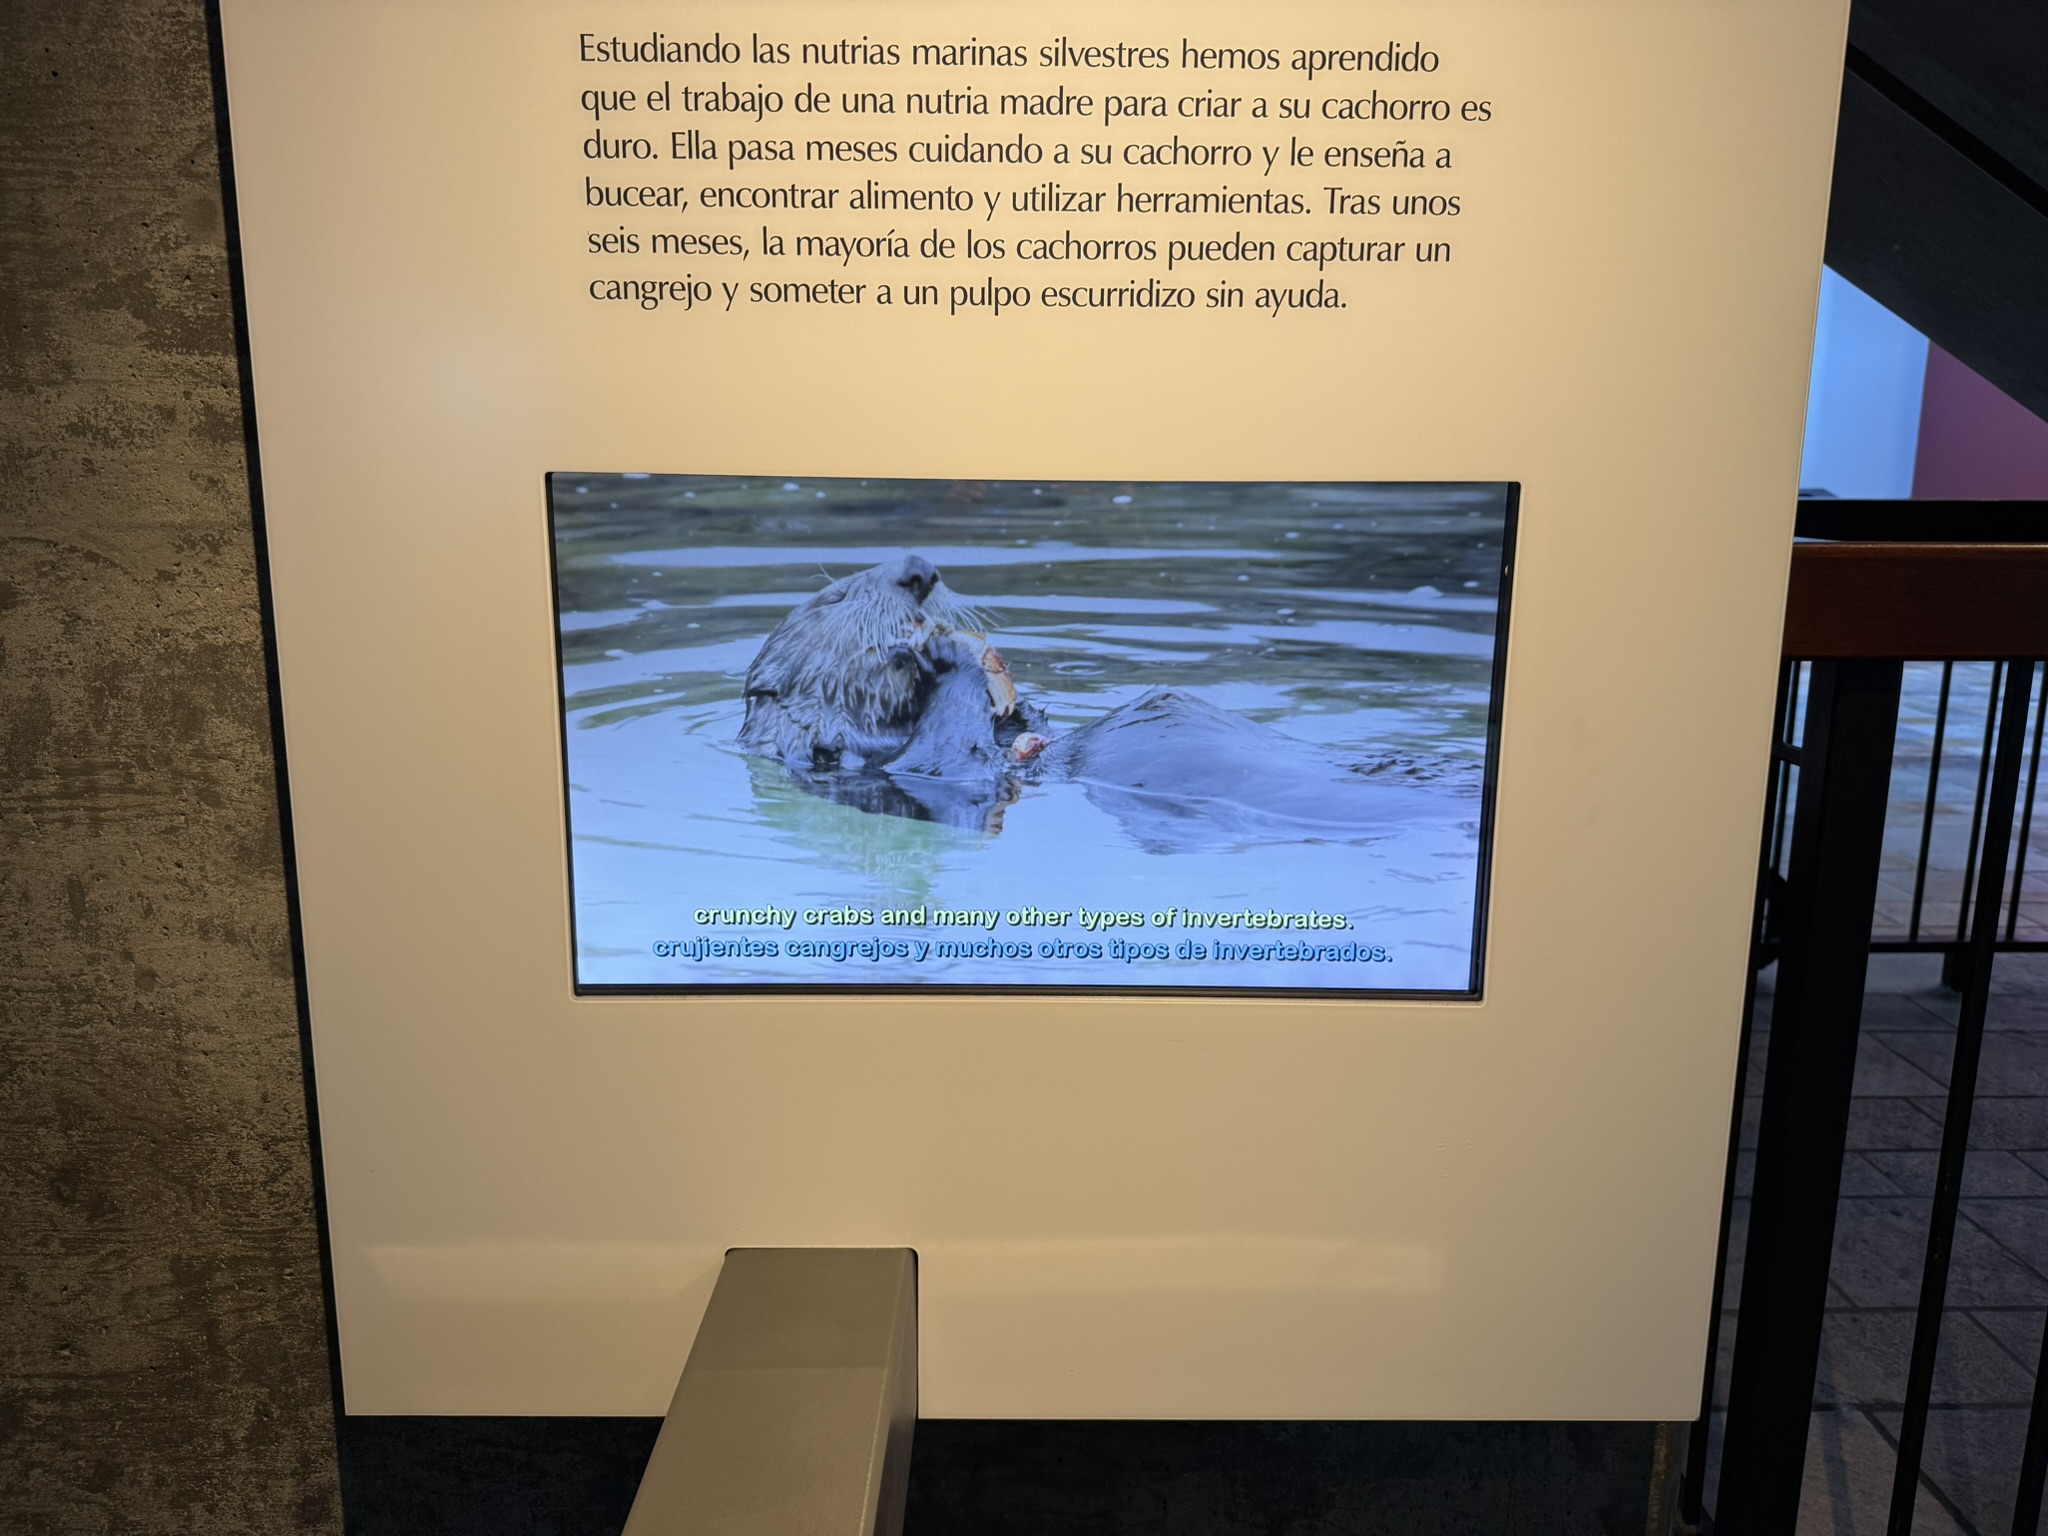 Estudiando las nutrias marinas silvestres hemos aprendido
que el trabajo de una nutria madre para criar a su cachorro es
duro. Ella pasa meses cuidando a su cachorro y le enseña a
bucear, encontrar alimento y utilizar herramientas. Tras unos
seis meses, la mayoría de los cachorros pueden capturar un
cangrejo y someter a un pulpo escurridizo sin ayuda.
crunchy crabs and many other types of invertebrates.
crujientes cangrejos y muchos otros tipos de invertebrados.